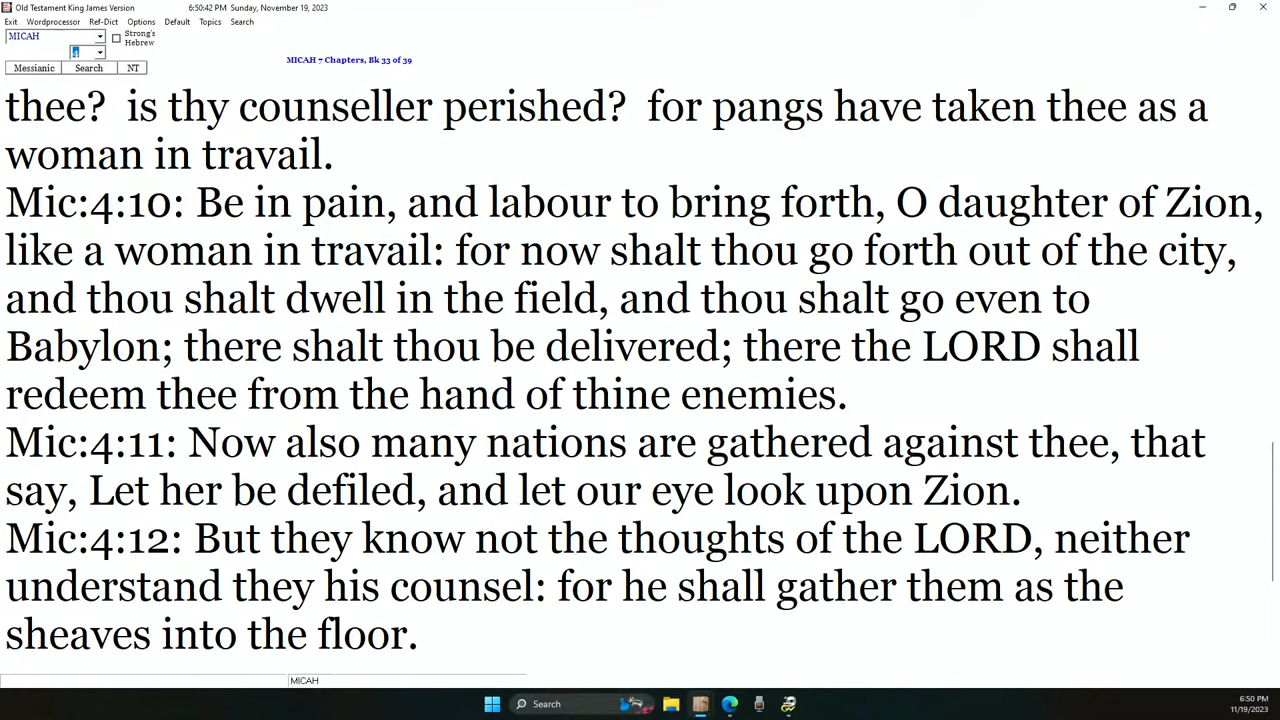 Old Testament King James Version 6:50:42 PM Sunday, November 19, 2023
Exit Wordprocessor Ref-Dict Options Default Topics Search
MICAH
Strong's
Hebrew
4
MICAH 7 Chapters, Bk 33 of 39
Messianic Search NT
thee? is thy counseller perished? for pangs have taken thee as a
woman in travail.
Mic:4:10: Be in pain, and labour to bring forth, O daughter of Zion,
like a woman in travail: for now shalt thou go forth out of the city,
and thou shalt dwell in the field, and thou shalt go even to
Babylon; there shalt thou be delivered; there the LORD shall
redeem thee from the hand of thine enemies.
Mic:4:11: Now also many nations are gathered against thee, that
say, Let her be defiled, and let our eye look upon Zion.
Mic:4:12: But they know not the thoughts of the LORD, neither
understand they his counsel: for he shall gather them as the
sheaves into the floor.
MICAH
Search
6:50 PM
11/19/2023